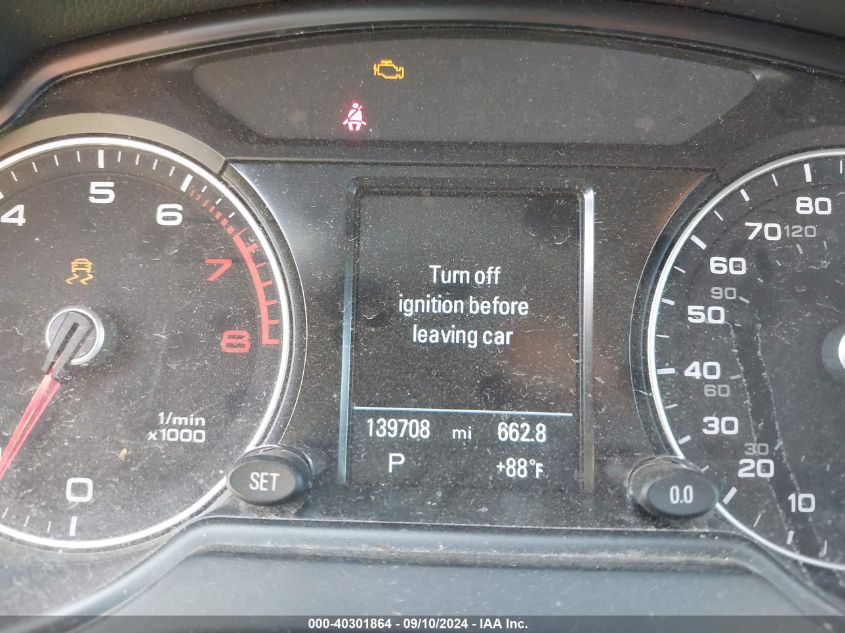 4 5 6 7 8
1/min
x1000
0
SET
Turn off
ignition before
leaving car
139708 mi 662.8
P +88°F
80
70 120
60
90
50
40
60
30
30
20
10
0.0
000-40301864 - 09/10/2024 - IAA Inc.